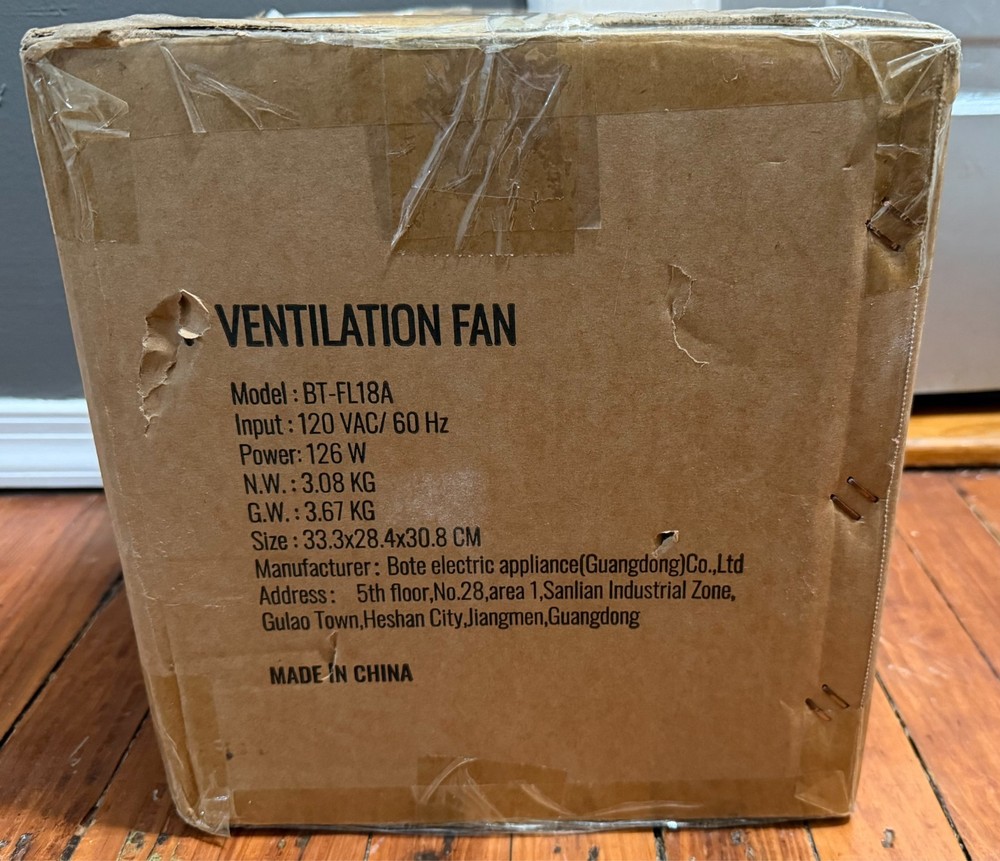 VENTILATION FAN
Model : BT-FL18A
Input : 120 VAC/ 60 Hz
Power: 126 W
N.W. : 3.08 KG
G.W. : 3.67 KG
Size : 33.3x28.4x30.8 CM
Manufacturer : Bote electric appliance(Guangdong)Co.,Ltd
Address : 5th floor,No.28,area 1,Sanlian Industrial Zone,
Gulao Town,Heshan City,Jiangmen,Guangdong
MADE IN CHINA